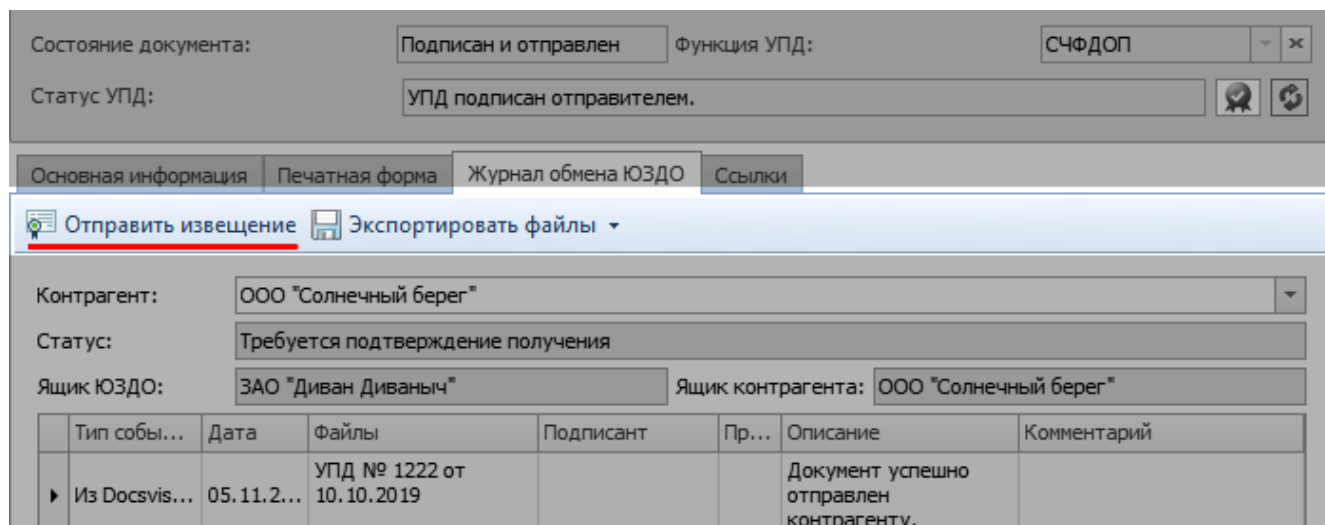 Состояние документа: Подписан и отправлен Функция УПД: СЧФДОП
Статус УПД: УПД подписан отправителем.
Основная информация Печатная форма Журнал обмена ЮЗДО Ссылки
Отправить извещение Экспортировать файлы
Контрагент: ООО "Солнечный берег"
Статус: Требуется подтверждение получения
Ящик ЮЗДО: ЗАО "Диван Диваныч" Ящик контрагента: ООО "Солнечный берег"
Тип собы... Дата Файлы Подписант Пр... Описание Комментарий
Из Docsvis... 05.11.2... УПД № 1222 от 10.10.2019 Документ успешно отправлен контрагенту.